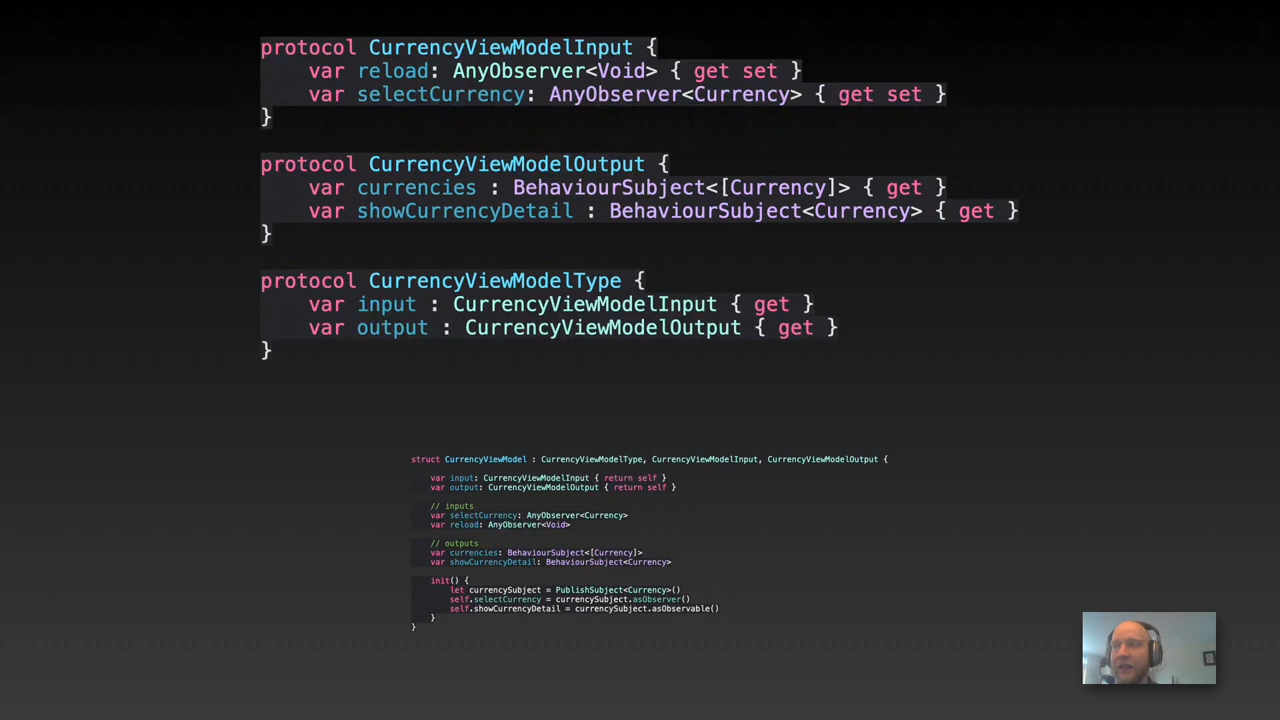 protocol CurrencyViewModelInput {
var reload: AnyObserver<Void> { get set }
var selectCurrency: AnyObserver<Currency> { get set }
}
protocol CurrencyViewModelOutput {
var currencies : BehaviourSubject<[Currency]> { get }
var showCurrencyDetail : BehaviourSubject<Currency> { get }
}
protocol CurrencyViewModelType {
var input : CurrencyViewModelInput { get }
var output : CurrencyViewModelOutput { get }
}
struct CurrencyViewModel : CurrencyViewModelType, CurrencyViewModelInput, CurrencyViewModelOutput {
var input: CurrencyViewModelInput { return self }
var output: CurrencyViewModelOutput { return self }
// inputs
var selectCurrency: AnyObserver<Currency>
var reload: AnyObserver<Void>
// outputs
var currencies: BehaviourSubject<[Currency]>
var showCurrencyDetail: BehaviourSubject<Currency>
init() {
let currencySubject = PublishSubject<Currency>()
self.selectCurrency = currencySubject.asObserver()
self.showCurrencyDetail = currencySubject.asObservable()
}
}